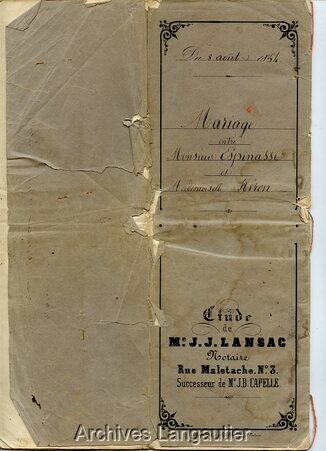 Du 8 août 1854
Mariage
entre
Monsieur Espinasse
et
Mademoiselle Héron
Etude
de
Me. J. J. LANSAC
Notaire
Rue Maletache. No. 3.
Successeur de Me. J.B. CAPELLE.
Archives Langautier